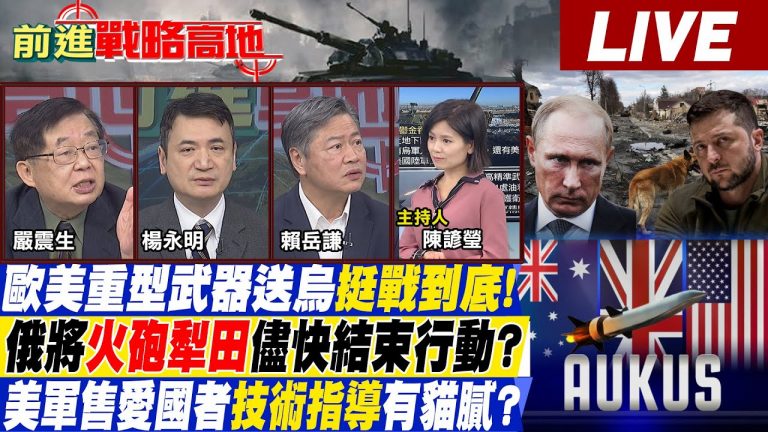 前進戰略高地
LIVE
嚴震生
楊永明
賴岳謙
主持人
陳諺瑩
歐美重型武器送烏挺戰到底!
俄將火砲犁田儘快結束行動?
美軍售愛國者技術指導有貓膩?
AUKUS